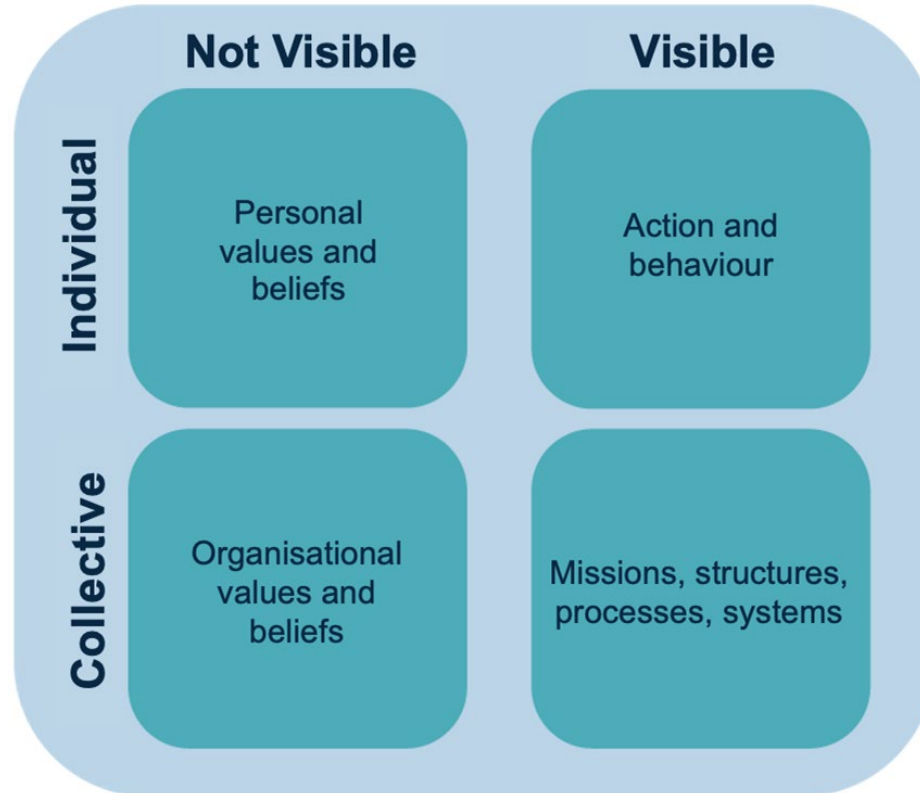 Not Visible
Visible
Individual
Personal
values and
beliefs
Action and
behaviour
Collective
Organisational
values and
beliefs
Missions, structures,
processes, systems